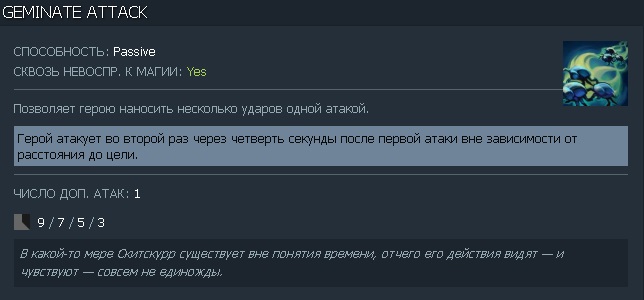 GEMINATE ATTACK
СПОСОБНОСТЬ: Passive
СКВОЗЬ НЕВОСПР. К МАГИИ: Yes
Позволяет герою наносить несколько ударов одной атакой.
Герой атакует во второй раз через четверть секунды после первой атаки вне зависимости от
расстояния до цели.
ЧИСЛО ДОП. АТАК: 1
9 / 7 / 5 / 3
В какой-то мере Скитскурр существует вне понятия времени, отчего его действия видят — и
чувствуют — совсем не единожды.